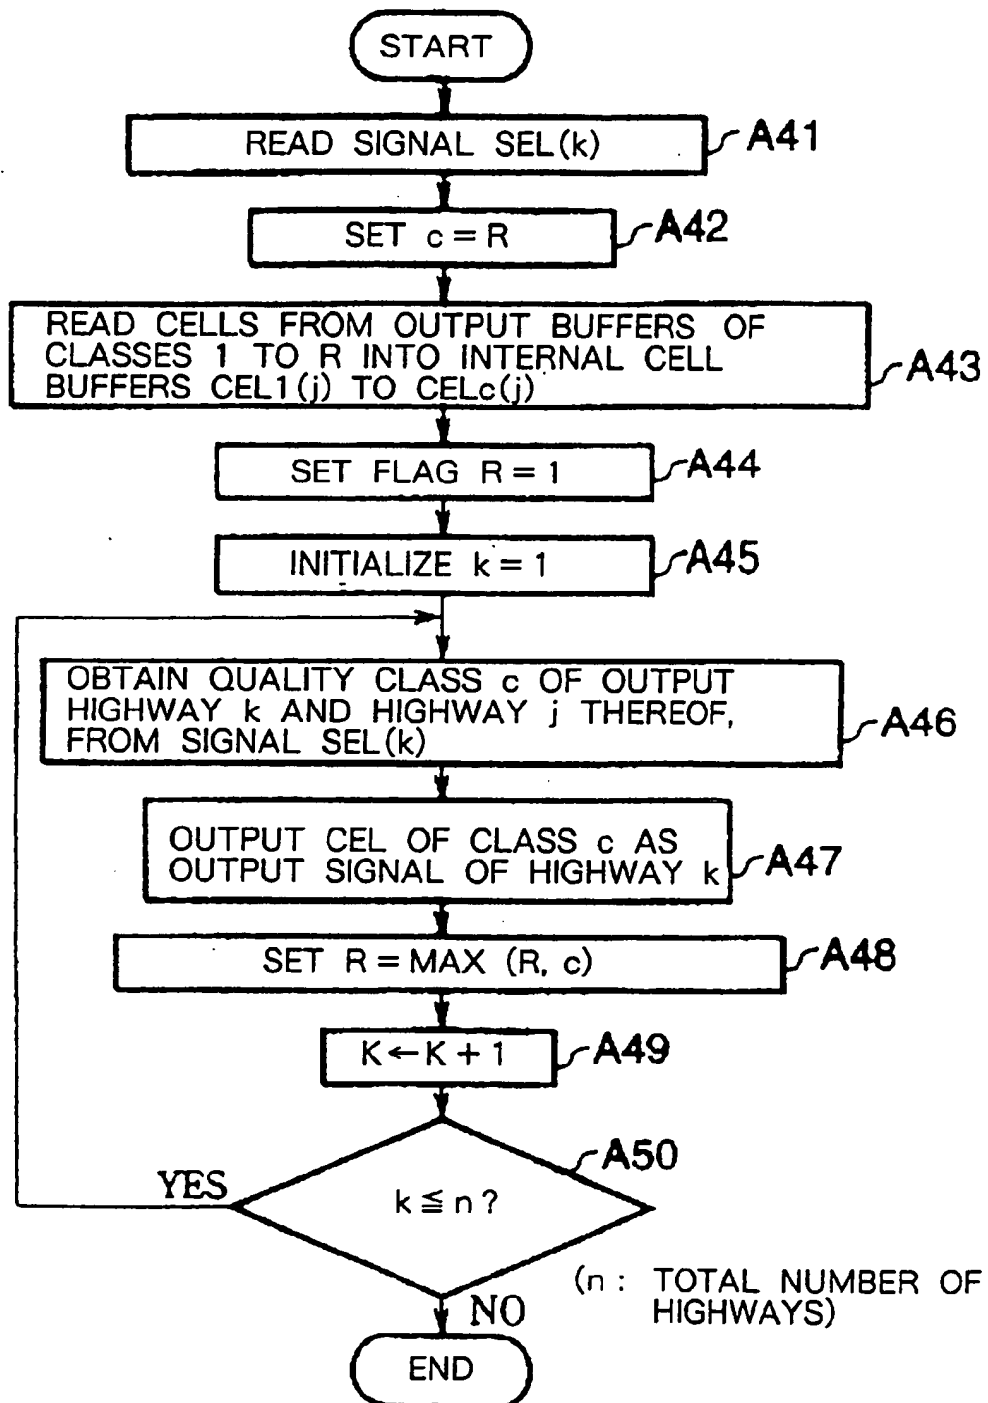 START
READ SIGNAL SEL(k)
A41
SET c = R
A42
READ CELLS FROM OUTPUT BUFFERS OF
CLASSES 1 TO R INTO INTERNAL CELL
BUFFERS CEL1(j) TO CELc(j)
A43
SET FLAG R = 1
A44
INITIALIZE k = 1
A45
OBTAIN QUALITY CLASS c OF OUTPUT
HIGHWAY k AND HIGHWAY j THEREOF,
FROM SIGNAL SEL(k)
A46
OUTPUT CEL OF CLASS c AS
OUTPUT SIGNAL OF HIGHWAY k
A47
SET R = MAX (R, c)
A48
K ← K + 1
A49
A50
YES
k ≦ n ?
(n : TOTAL NUMBER OF
HIGHWAYS)
NO
END